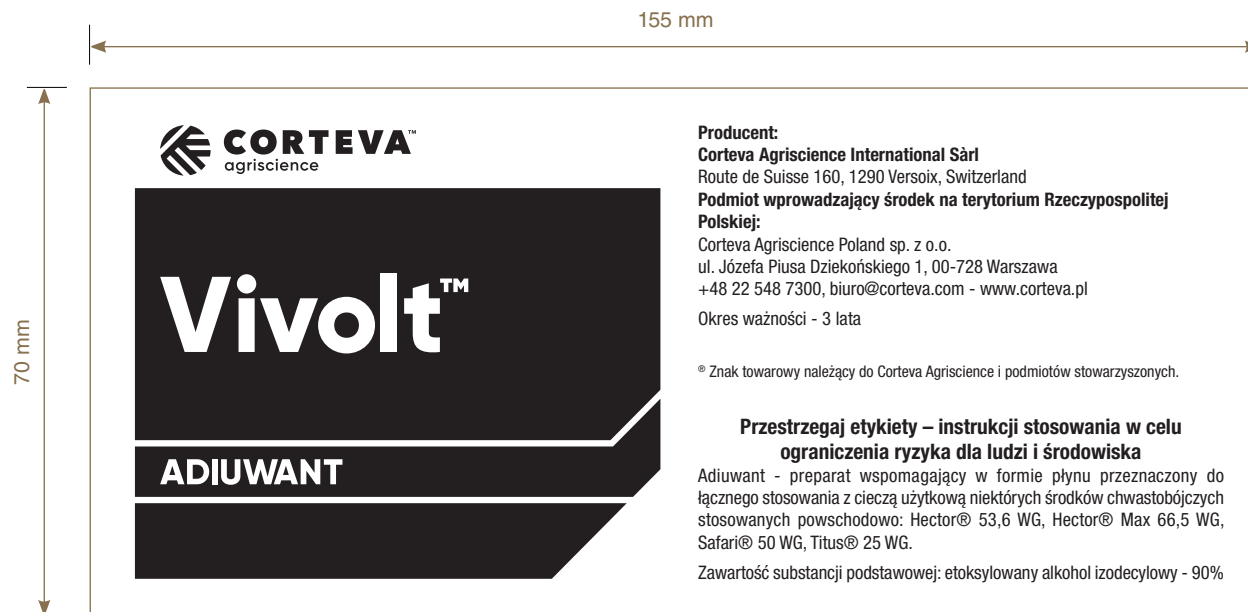 155 mm
70 mm
CORTEVA™
agriscience
Vivolt™
ADIUWANT
Producent:
Corteva Agriscience International Sàrl
Route de Suisse 160, 1290 Versoix, Switzerland
Podmiot wprowadzający środek na terytorium Rzeczypospolitej
Polskiej:
Corteva Agriscience Poland sp. z o.o.
ul. Józefa Piusa Dziekońskiego 1, 00-728 Warszawa
+48 22 548 7300, biuro@corteva.com - www.corteva.pl
Okres ważności - 3 lata
® Znak towarowy należący do Corteva Agriscience i podmiotów stowarzyszonych.
Przestrzegaj etykiety – instrukcji stosowania w celu
ograniczenia ryzyka dla ludzi i środowiska
Adiuwant - preparat wspomagający w formie płynu przeznaczony do
łącznego stosowania z cieczą użytkową niektórych środków chwastobójczych
stosowanych powschodowo: Hector® 53,6 WG, Hector® Max 66,5 WG,
Safari® 50 WG, Titus® 25 WG.
Zawartość substancji podstawowej: etoksylowany alkohol izodecylowy - 90%